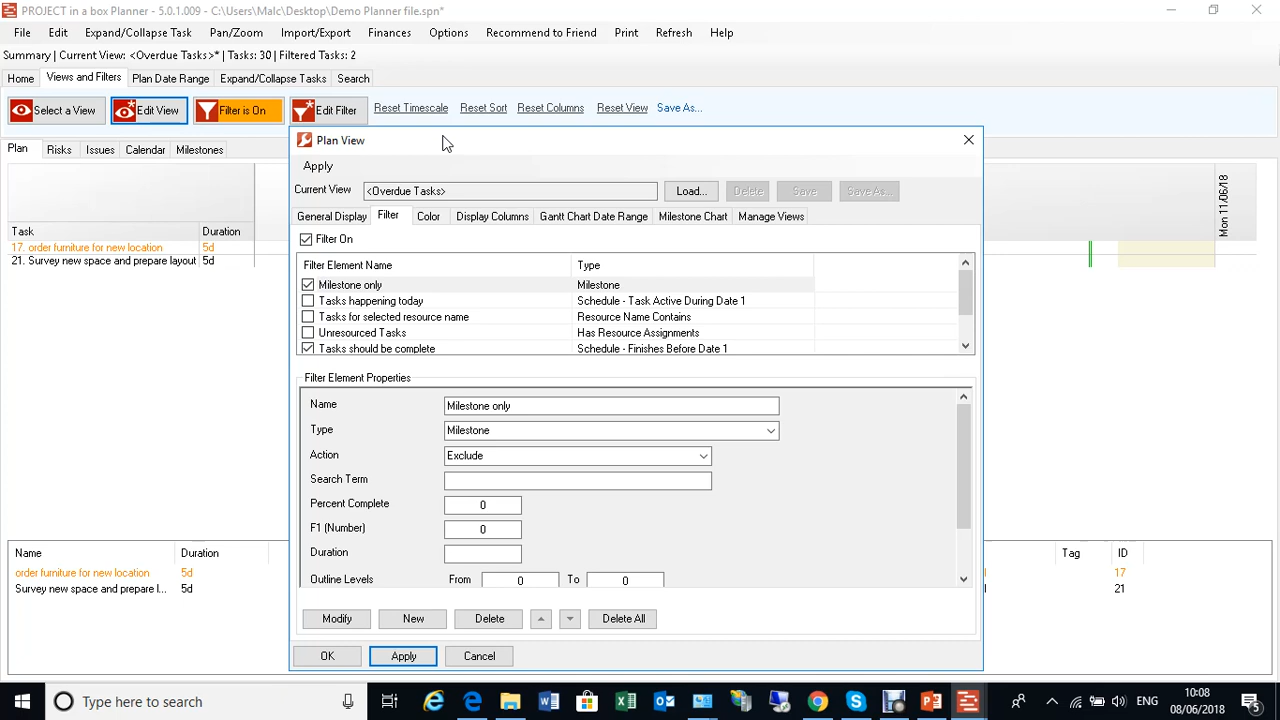 PROJECT in a box Planner - 5.0.1.009 - C:\Users\Malc\Desktop\Demo Planner file.spn*
File Edit Expand/Collapse Task Pan/Zoom Import/Export Finances Options Recommend to Friend Print Refresh Help
Summary | Current View: <Overdue Tasks>* | Tasks: 30 | Filtered Tasks: 2
Home Views and Filters Plan Date Range Expand/Collapse Tasks Search
Select a View Edit View Filter is On Edit Filter Reset Timescale Reset Sort Reset Columns Reset View Save As...
Plan Risks Issues Calendar Milestones
Task Duration
17. order furniture for new location 5d
21. Survey new space and prepare layout 5d
Mon 11/06/18
Plan View
Apply
Current View <Overdue Tasks> Load... Delete Save Save As...
General Display Filter Color Display Columns Gantt Chart Date Range Milestone Chart Manage Views
Filter On
Filter Element Name Type
Milestone only Milestone
Tasks happening today Schedule - Task Active During Date 1
Tasks for selected resource name Resource Name Contains
Unresourced Tasks Has Resource Assignments
Tasks should be complete Schedule - Finishes Before Date 1
Filter Element Properties
Name Milestone only
Type Milestone
Action Exclude
Search Term
Percent Complete 0
F1 (Number) 0
Duration
Outline Levels From 0 To 0
Modify New Delete Delete All
OK Apply Cancel
Name Duration Tag ID
order furniture for new location 5d 17
Survey new space and prepare l... 5d 21
Type here to search
ENG
10:08
08/06/2018
5